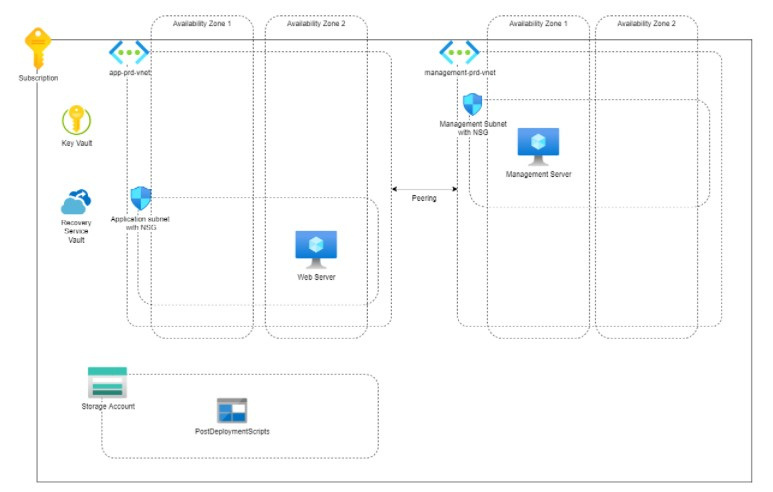 Availability Zone 1
Availability Zone 2
Availability Zone 1
Availability Zone 2
Subscription
app-prd-vnet
management-prd-vnet
Key Vault
Management Subnet
with NSG
Management Server
Peering
Recovery
Service
Vault
Application subnet
with NSG
Web Server
Storage Account
PostDeploymentScripts